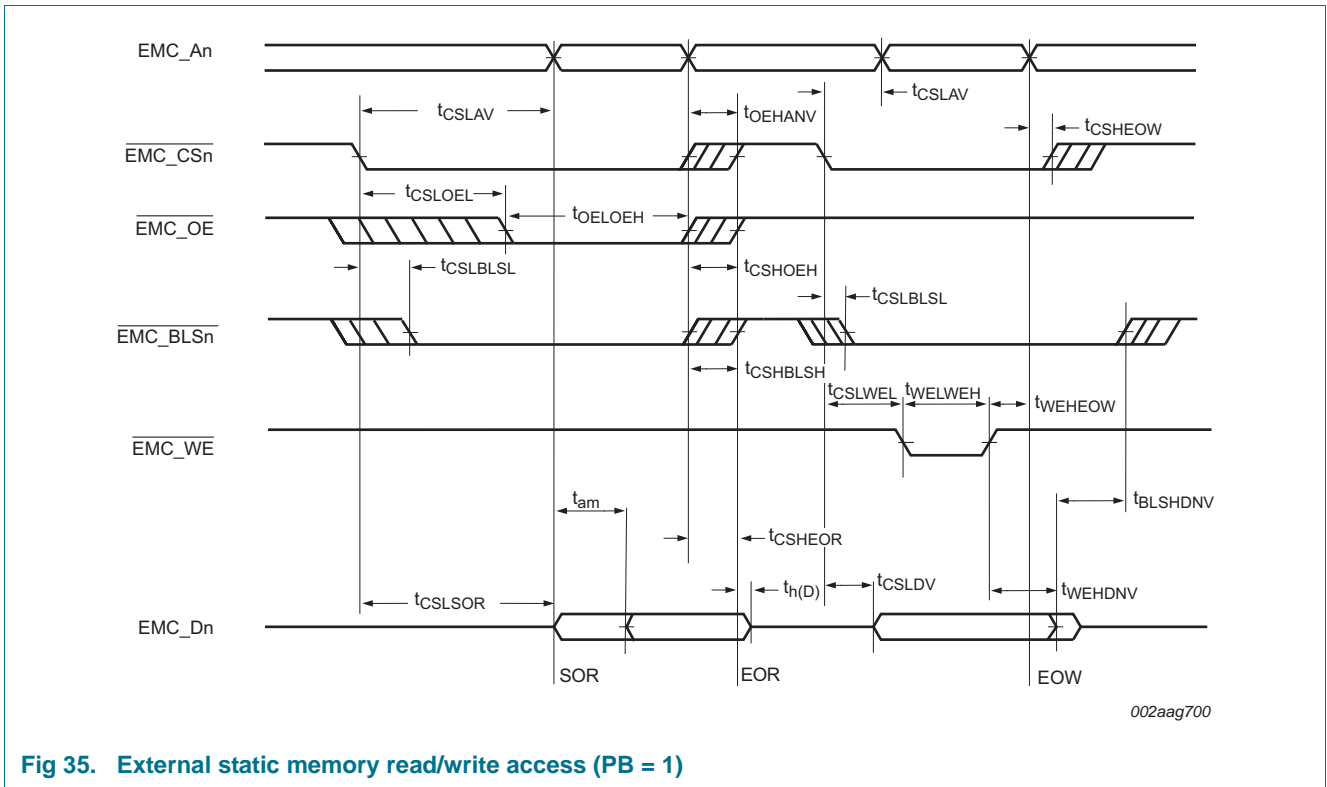 EMC_An
tCSLAV
tCSLAV
tOEHANV
tCSHEOW
EMC_CSn
tCSLOEL
tOELOEH
EMC_OE
tCSLBLSL
tCSHOEH
tCSLBLSL
EMC_BLSn
tCSHBLSH
tCSLWEL
tWELWEH
tWEHEOW
EMC_WE
tam
tBLSHDNV
tCSHEOR
tCSLSOR
th(D)
tCSLDV
tWEHDNV
EMC_Dn
SOR
EOR
EOW
002aag700
Fig 35. External static memory read/write access (PB = 1)